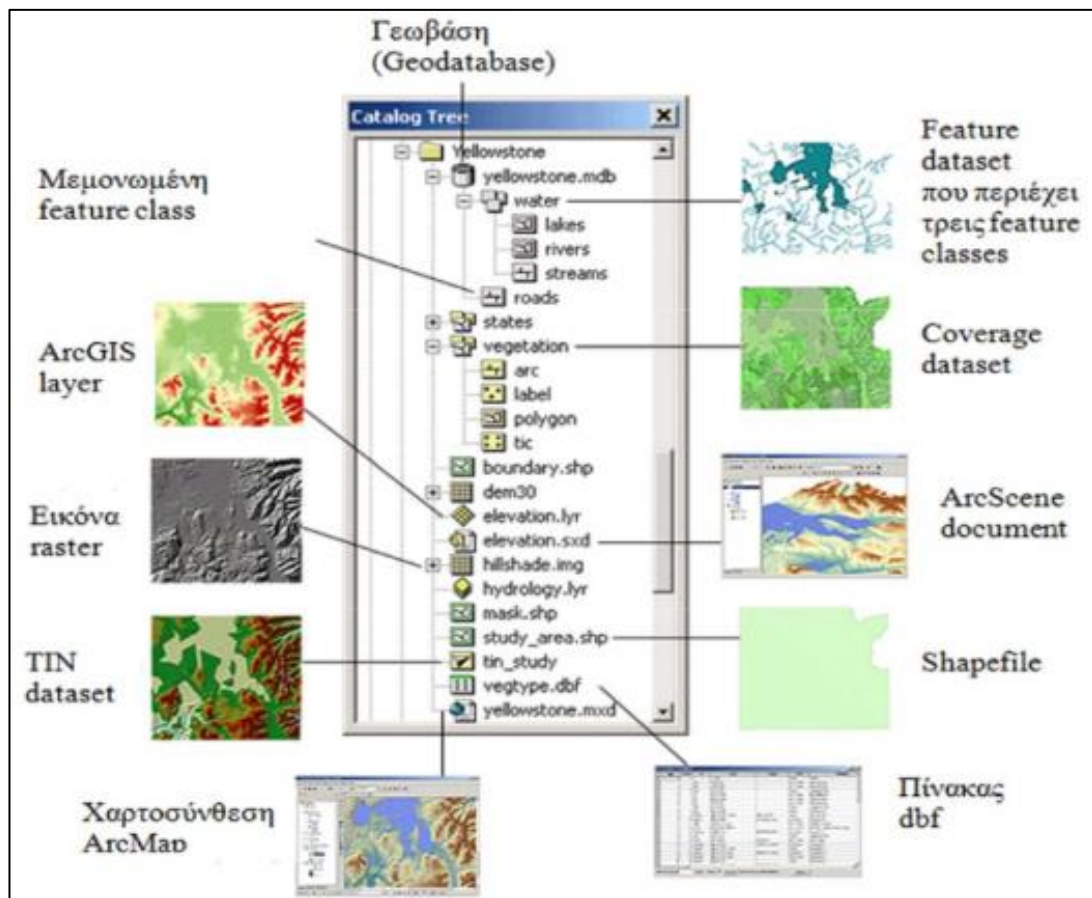 Γεωβάση
(Geodatabase)
Catalog Tree
Yellowstone
yellowstone.mdb
water
lakes
rivers
streams
roads
states
vegetation
arc
label
polygon
tic
boundary.shp
dem30
elevation.lyr
elevation.sxd
hillshade.img
hydrology.lyr
mask.shp
study_area.shp
tin_study
vegtype.dbf
yellowstone.mxd
Μεμονωμένη
feature class
ArcGIS
layer
Εικόνα
raster
TIN
dataset
Χαρτοσύνθεση
ArcMap
Feature
dataset
που περιέχει
τρεις feature
classes
Coverage
dataset
ArcScene
document
Shapefile
Πίνακας
dbf